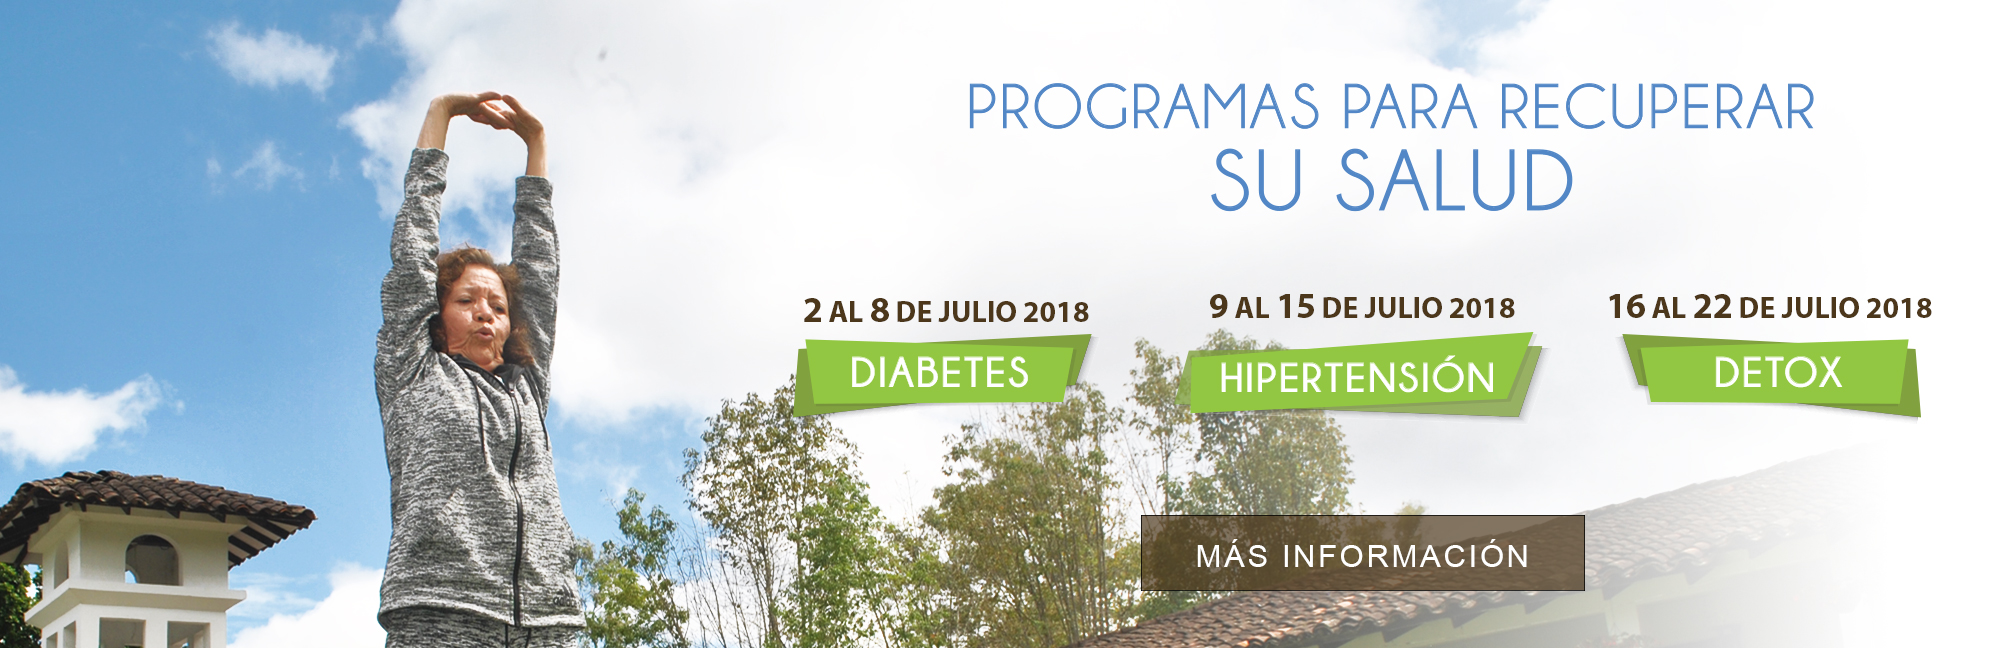 PROGRAMAS PARA RECUPERAR
SU SALUD
2 AL 8 DE JULIO 2018
DIABETES
9 AL 15 DE JULIO 2018
HIPERTENSIÓN
16 AL 22 DE JULIO 2018
DETOX
MÁS INFORMACIÓN